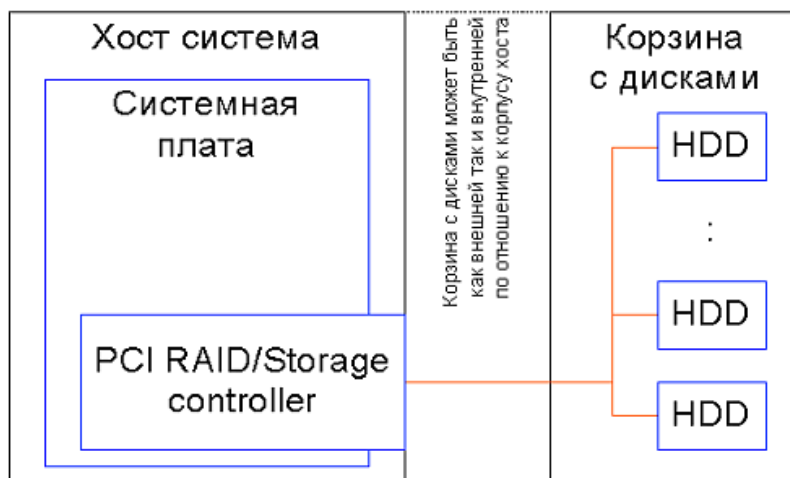 Хост система
Системная
плата
PCI RAID/Storage
controller
Корзина с дисками может быть
как внешней так и внутренней
по отношению к корпусу хоста
Корзина
с дисками
HDD
:
HDD
HDD